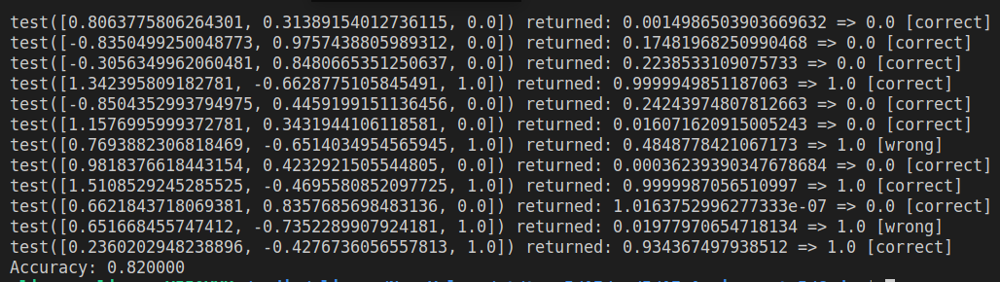 test([0.8063775806264301, 0.31389154012736115, 0.0]) returned: 0.0014986503903669632 => 0.0 [correct]
test([-0.8350499250048773, 0.9757438805989312, 0.0]) returned: 0.17481968250990468 => 0.0 [correct]
test([-0.3056349962060481, 0.8480665351250637, 0.0]) returned: 0.2238533109075733 => 0.0 [correct]
test([1.342395809182781, -0.6628775105845491, 1.0]) returned: 0.9999949851187063 => 1.0 [correct]
test([-0.8504352993794975, 0.4459199151136456, 0.0]) returned: 0.24243974807812663 => 0.0 [correct]
test([1.1576995999372781, 0.3431944106118581, 0.0]) returned: 0.016071620915005243 => 0.0 [correct]
test([0.7693882306818469, -0.6514034954565945, 1.0]) returned: 0.4848778421067173 => 1.0 [wrong]
test([0.9818376618443154, 0.4232921505544805, 0.0]) returned: 0.00036239390347678684 => 0.0 [correct]
test([1.5108529245285525, -0.4695580852097725, 1.0]) returned: 0.9999987056510997 => 1.0 [correct]
test([0.6621843718069381, 0.8357685698483136, 0.0]) returned: 1.0163752996277333e-07 => 0.0 [correct]
test([0.651668455747412, -0.7352289907924181, 1.0]) returned: 0.01977970654718134 => 1.0 [wrong]
test([0.2360202948238896, -0.4276736056557813, 1.0]) returned: 0.934367497938512 => 1.0 [correct]
Accuracy: 0.820000